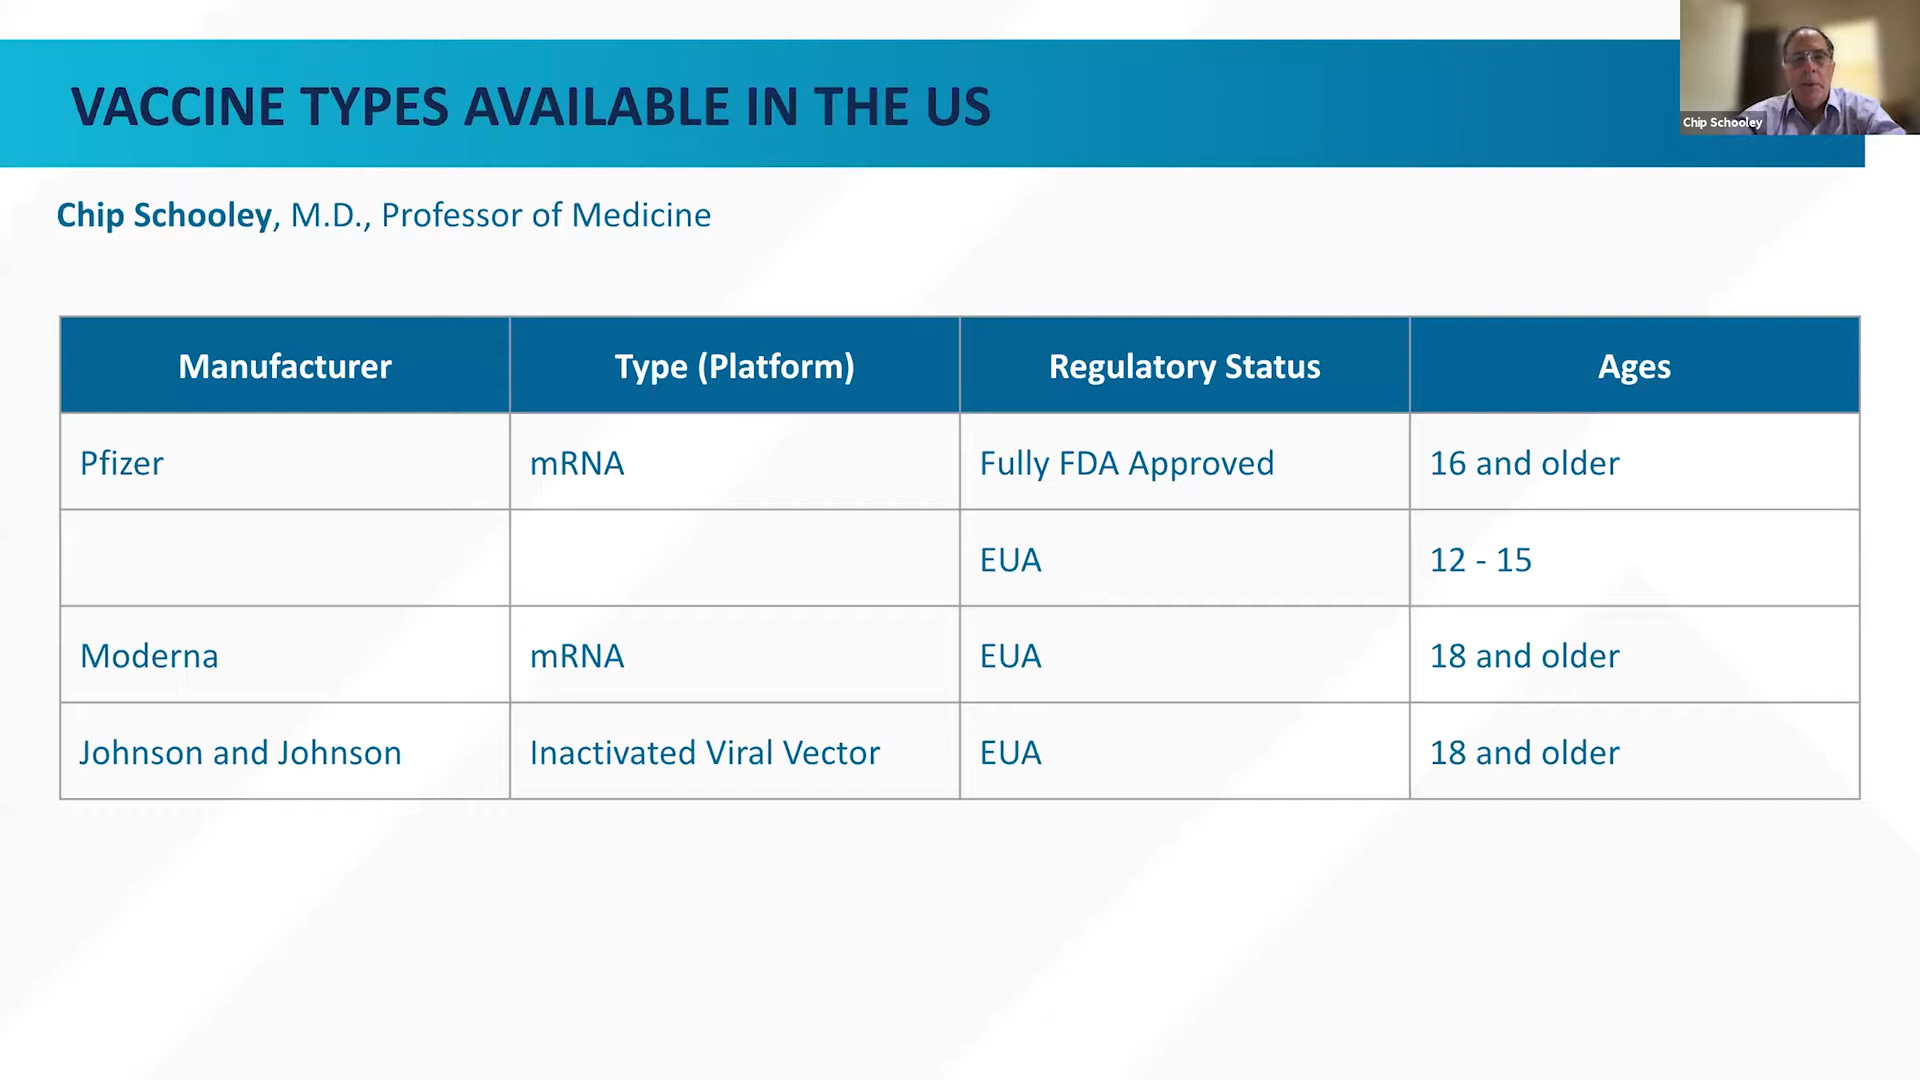 VACCINE TYPES AVAILABLE IN THE US
Chip Schooley
Chip Schooley, M.D., Professor of Medicine
Manufacturer Type (Platform) Regulatory Status Ages
Pfizer mRNA Fully FDA Approved 16 and older
EUA 12 - 15
Moderna mRNA EUA 18 and older
Johnson and Johnson Inactivated Viral Vector EUA 18 and older